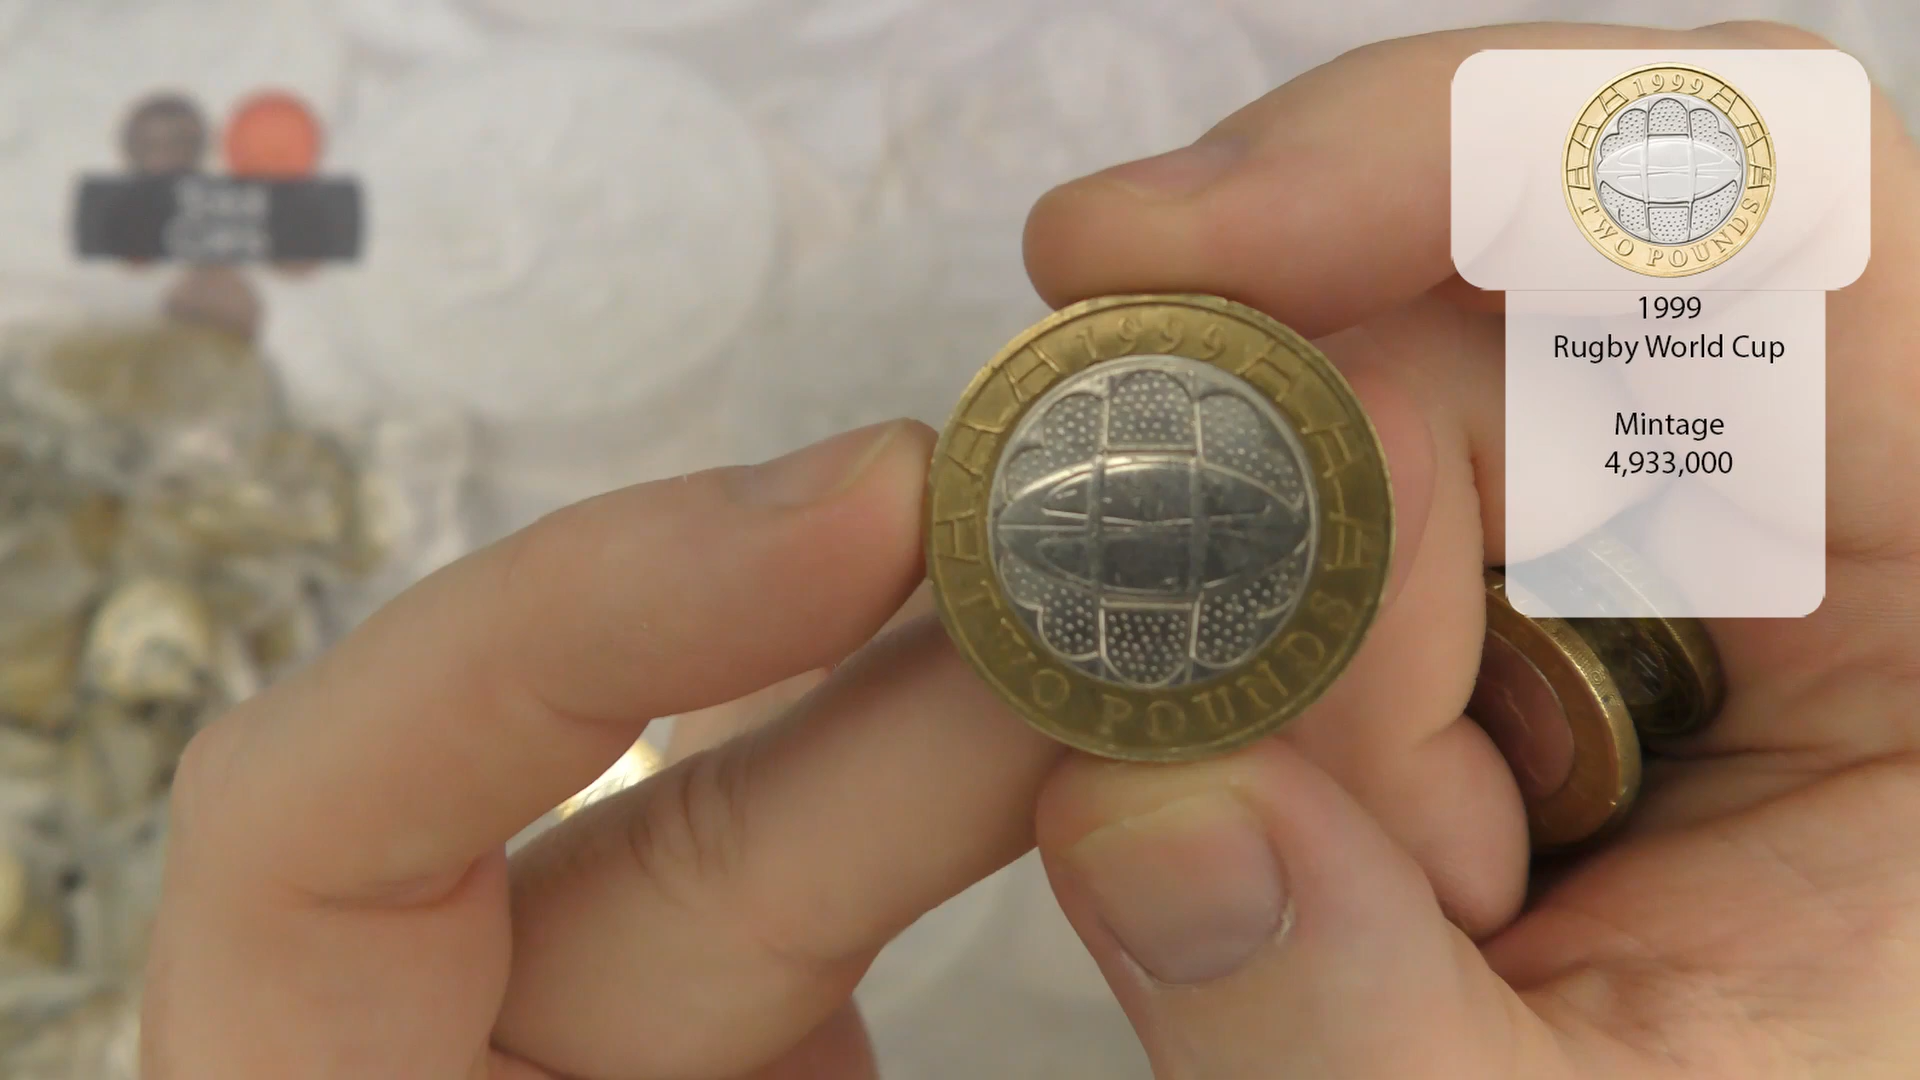 1999
TWO POUNDS
1999
TWO POUNDS
1999
Rugby World Cup
Mintage
4,933,000